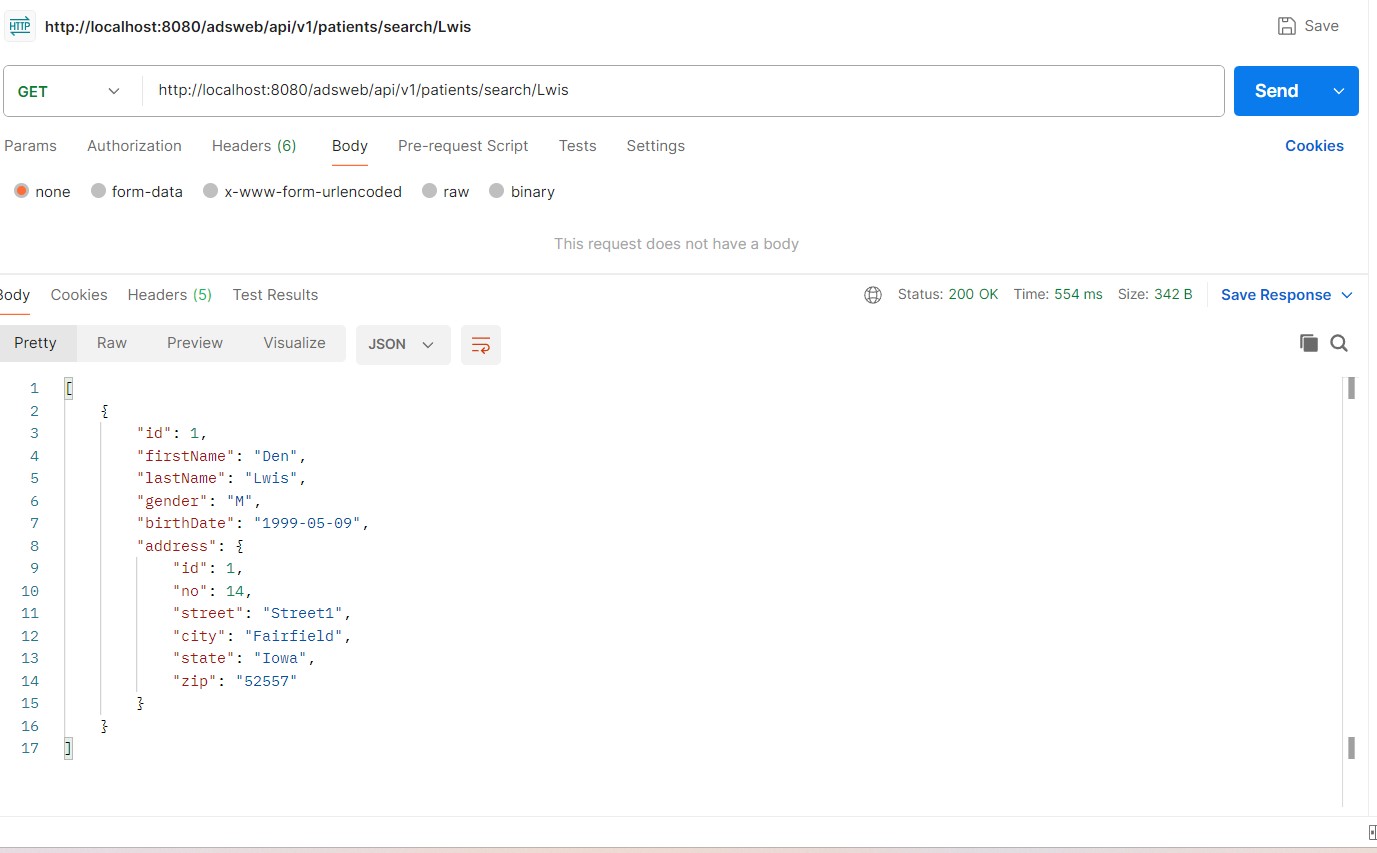 HTTP http://localhost:8080/adsweb/api/v1/patients/search/Lwis Save
GET http://localhost:8080/adsweb/api/v1/patients/search/Lwis Send
Params Authorization Headers (6) Body Pre-request Script Tests Settings Cookies
none form-data x-www-form-urlencoded raw binary
This request does not have a body
Body Cookies Headers (5) Test Results Status: 200 OK Time: 554 ms Size: 342 B Save Response
Pretty Raw Preview Visualize JSON
1 [
2 {
3 "id": 1,
4 "firstName": "Den",
5 "lastName": "Lwis",
6 "gender": "M",
7 "birthDate": "1999-05-09",
8 "address": {
9 "id": 1,
10 "no": 14,
11 "street": "Street1",
12 "city": "Fairfield",
13 "state": "Iowa",
14 "zip": "52557"
15 }
16 }
17 ]